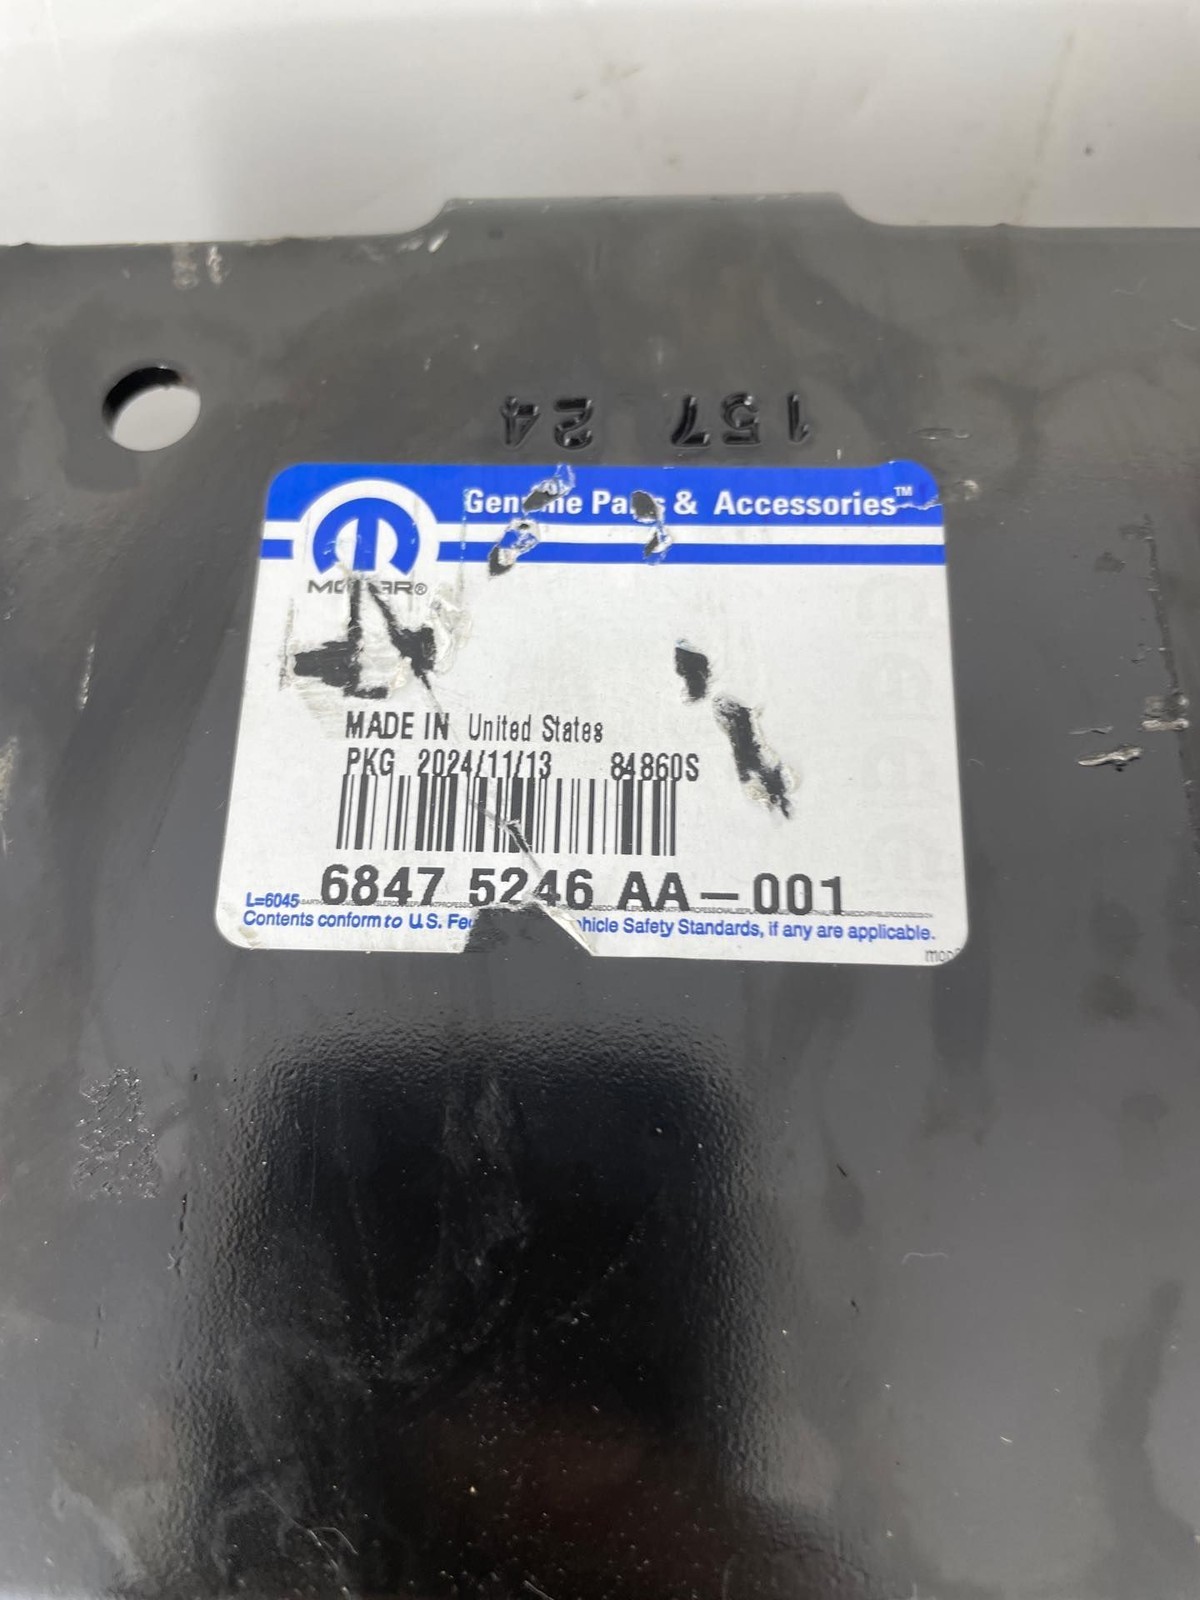 157 24
Genuine Parts & Accessories™
MOPAR®
MADE IN United States
PKG 2024/11/13 84860S
6847 5246 AA-001
L=6045
Contents conform to U.S. Fe hicle Safety Standards, if any are applicable.